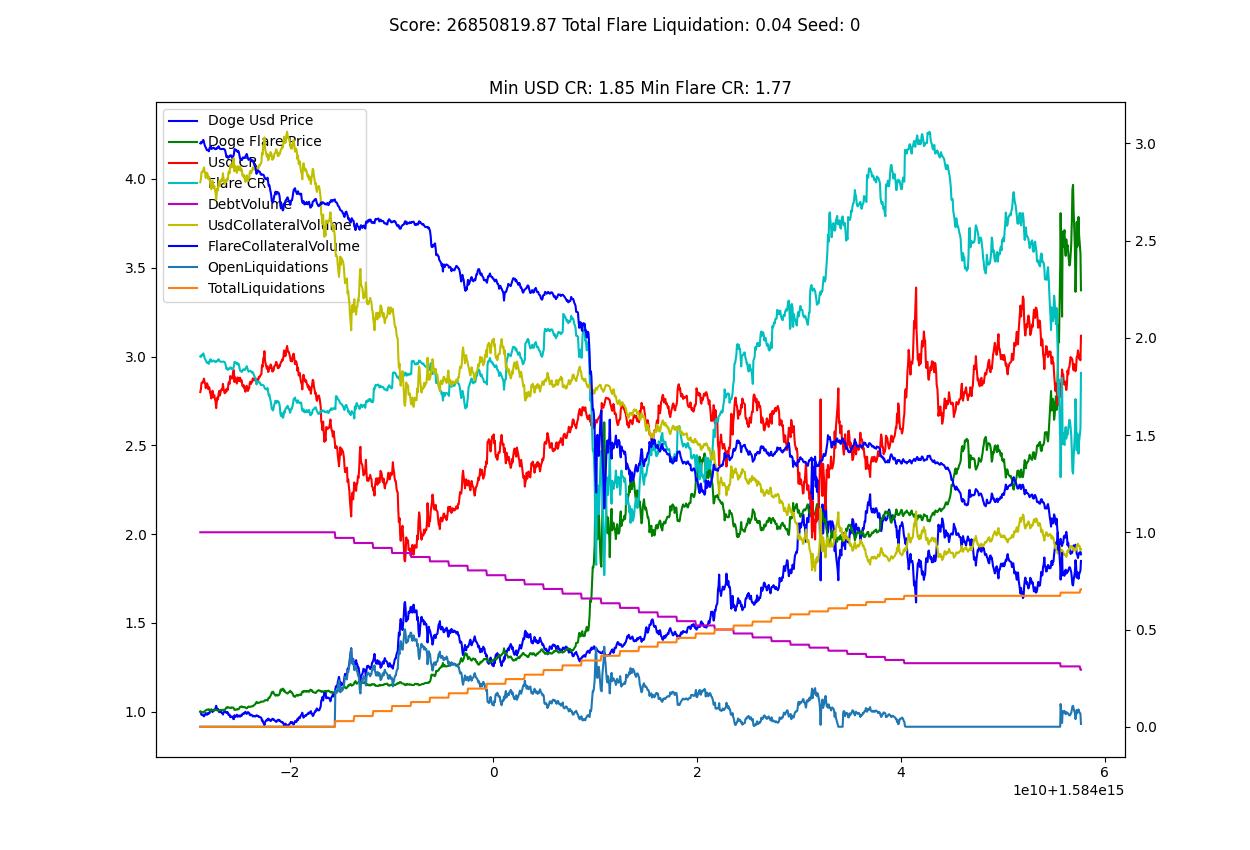 Score: 26850819.87 Total Flare Liquidation: 0.04 Seed: 0
Min USD CR: 1.85 Min Flare CR: 1.77
Doge Usd Price
Doge Flare Price
Usd CR
Flare CR
DebtVolume
UsdCollateralVolume
FlareCollateralVolume
OpenLiquidations
TotalLiquidations
4.0
3.5
3.0
2.5
2.0
1.5
1.0
3.0
2.5
2.0
1.5
1.0
0.5
0.0
−2
0
2
4
6
1e10+1.584e15